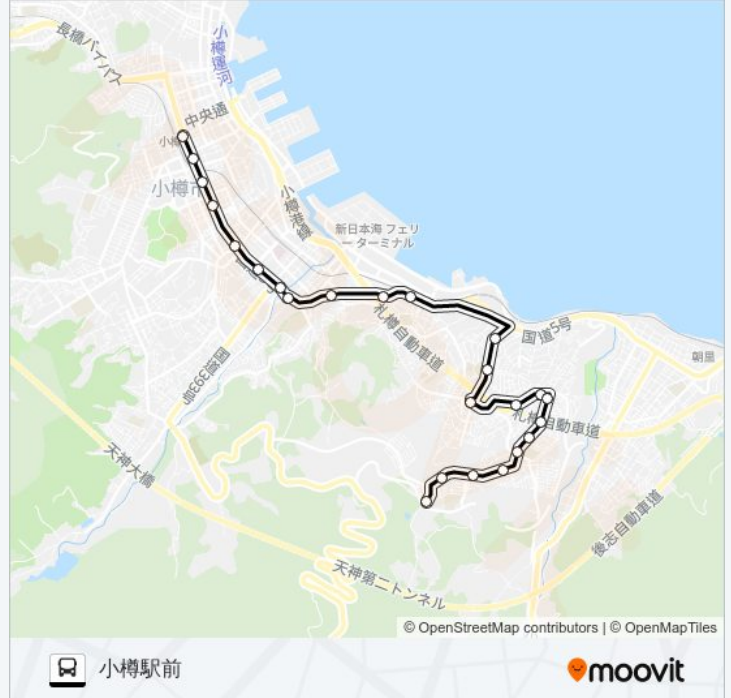 長橋バイパス
小樽運河
中央通
小樽
小樽市
小樽港線
新日本海 フェリ
ー ターミナル
札樽自動車道
国道5号
朝里
国道393号
札樽自動車道
天神大橋
後志自動車道
天神第二トンネル
© OpenStreetMap contributors | © OpenMapTiles
小樽駅前
moovit